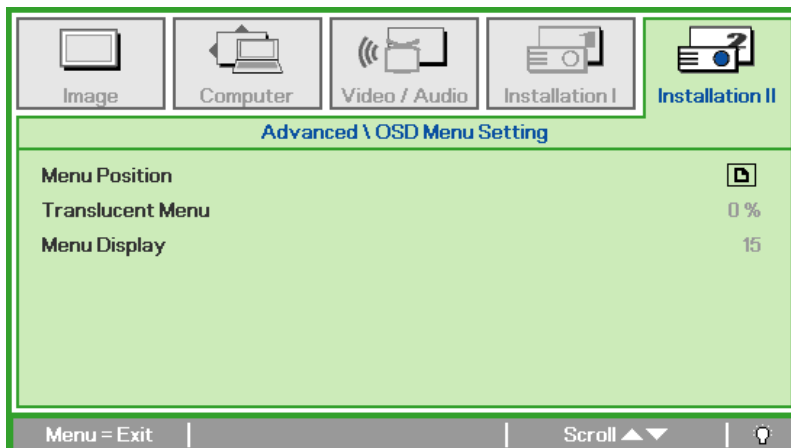 Image
Computer
Video / Audio
Installation I
Installation II
Advanced \ OSD Menu Setting
Menu Position
Translucent Menu
0 %
Menu Display
15
Menu = Exit
Scroll ▲▼